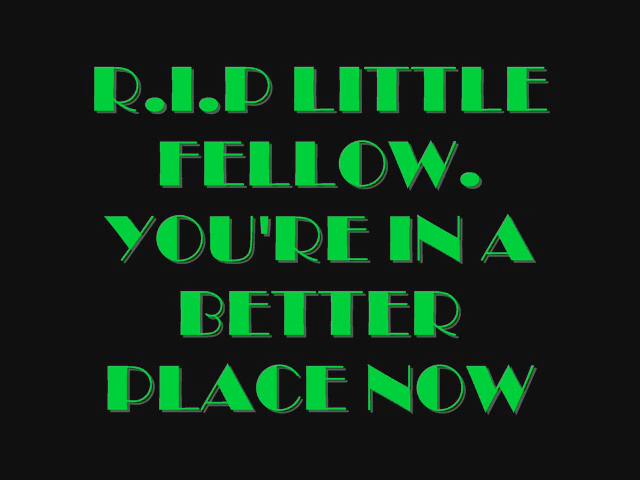 R.I.P LITTLE
FELLOW.
YOU'RE IN A
BETTER
PLACE NOW